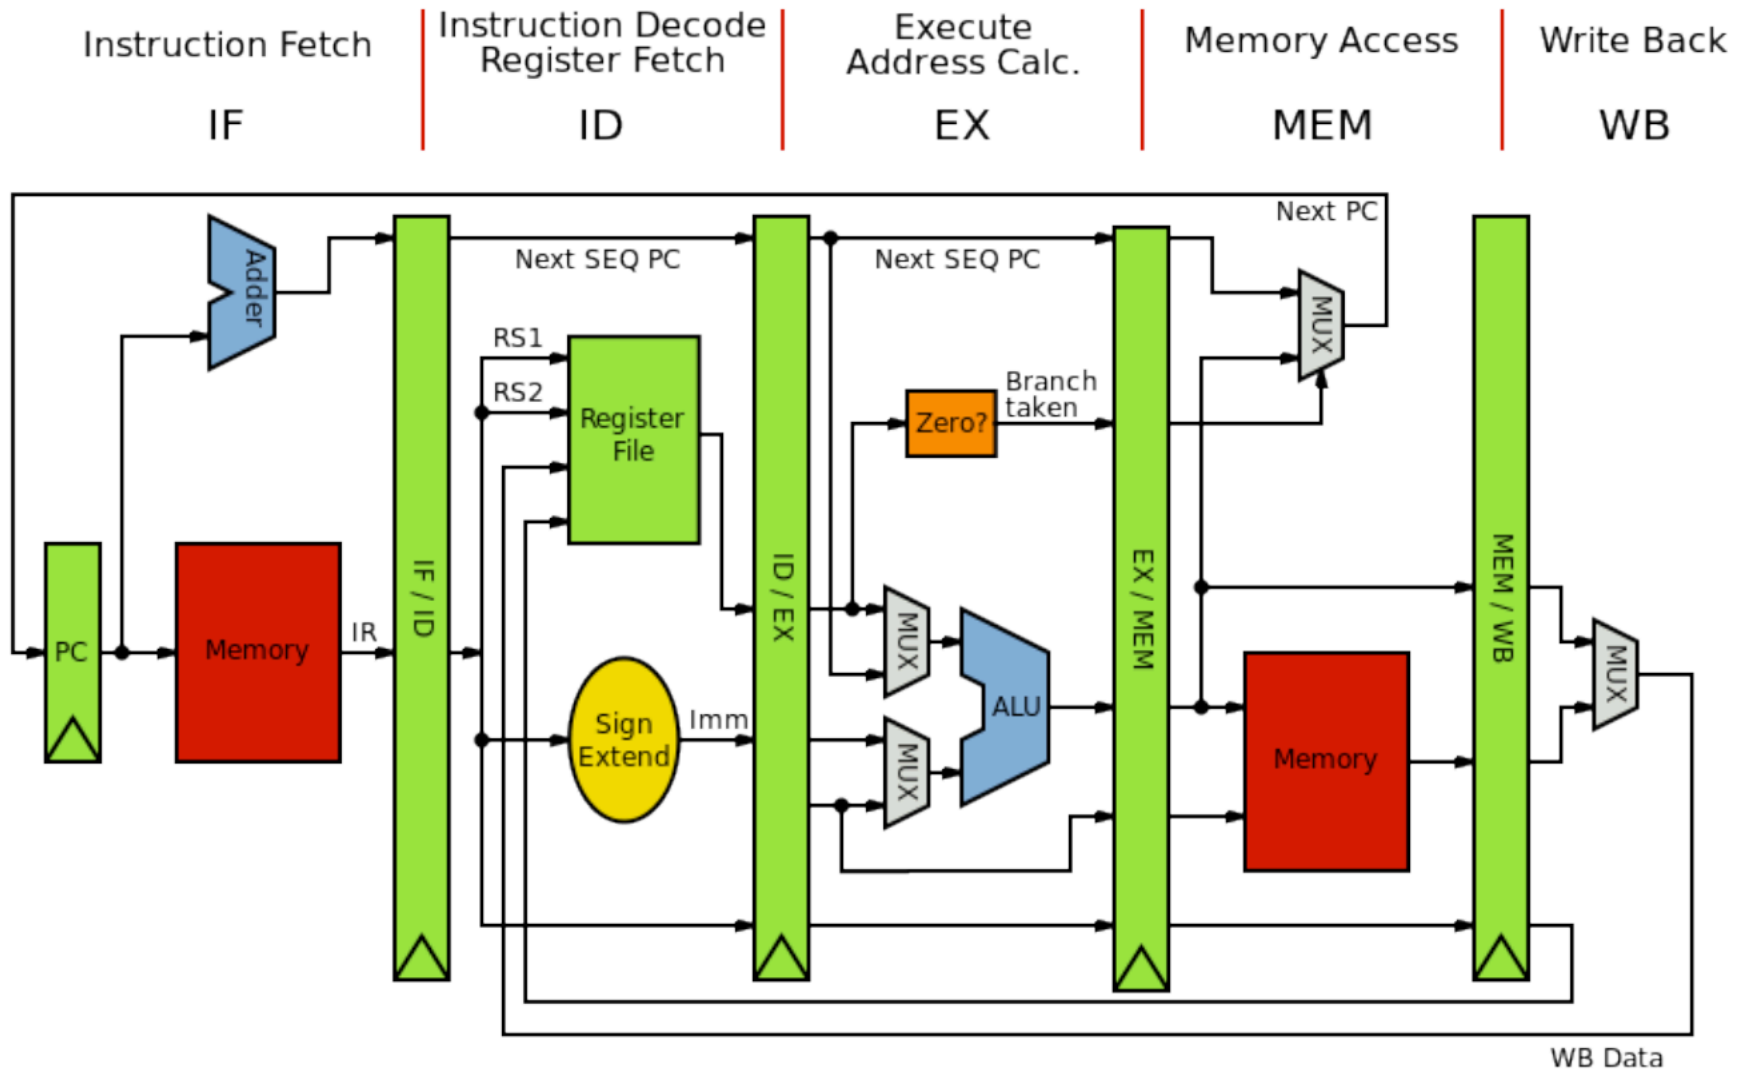 Instruction Fetch
Instruction Decode
Register Fetch
Execute
Address Calc.
Memory Access
Write Back
IF
ID
EX
MEM
WB
Next PC
Adder
Next SEQ PC
Next SEQ PC
MUX
RS1
RS2
Register
File
Zero?
Branch
taken
PC
Memory
IR
IF / ID
Sign
Extend
Imm
ID / EX
MUX
MUX
ALU
EX / MEM
Memory
MEM / WB
MUX
WB Data